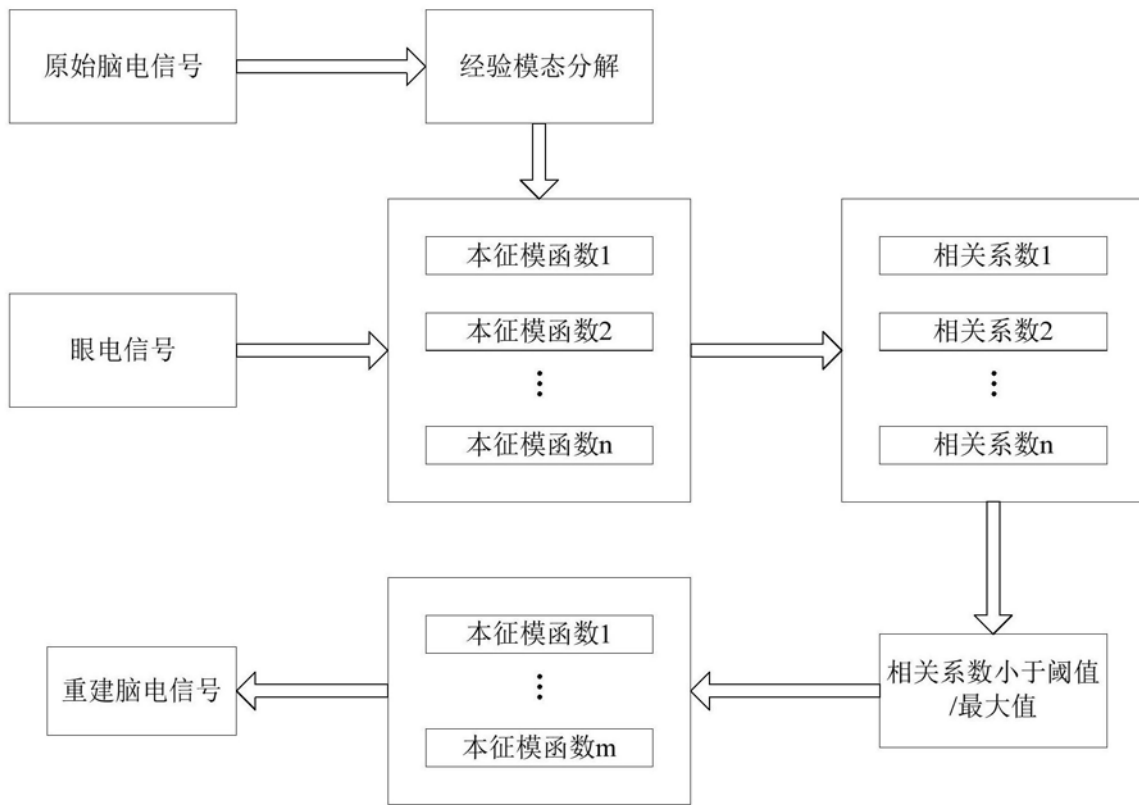 原始脑电信号
经验模态分解
眼电信号
本征模函数1
本征模函数2
⋮
本征模函数n
相关系数1
相关系数2
⋮
相关系数n
相关系数小于阈值
/最大值
本征模函数1
⋮
本征模函数m
重建脑电信号